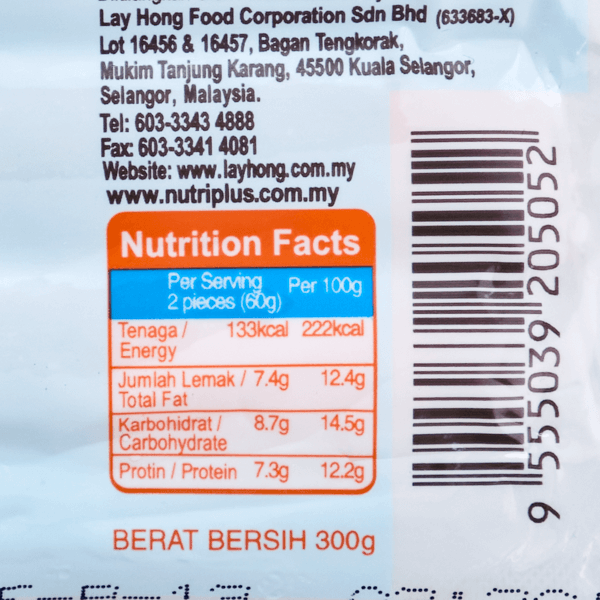 Lay Hong Food Corporation Sdn Bhd (633683-X)
Lot 16456 & 16457, Bagan Tengkorak,
Mukim Tanjung Karang, 45500 Kuala Selangor,
Selangor, Malaysia.
Tel: 603-3343 4888
Fax: 603-3341 4081
Website: www.layhong.com.my
www.nutriplus.com.my
Nutrition Facts
Per Serving Per 100g
2 pieces (60g)
Tenaga / 133kcal 222kcal
Energy
Jumlah Lemak / 7.4g 12.4g
Total Fat
Karbohidrat / 8.7g 14.5g
Carbohydrate
Protin / Protein 7.3g 12.2g
BERAT BERSIH 300g
9 555039 205052